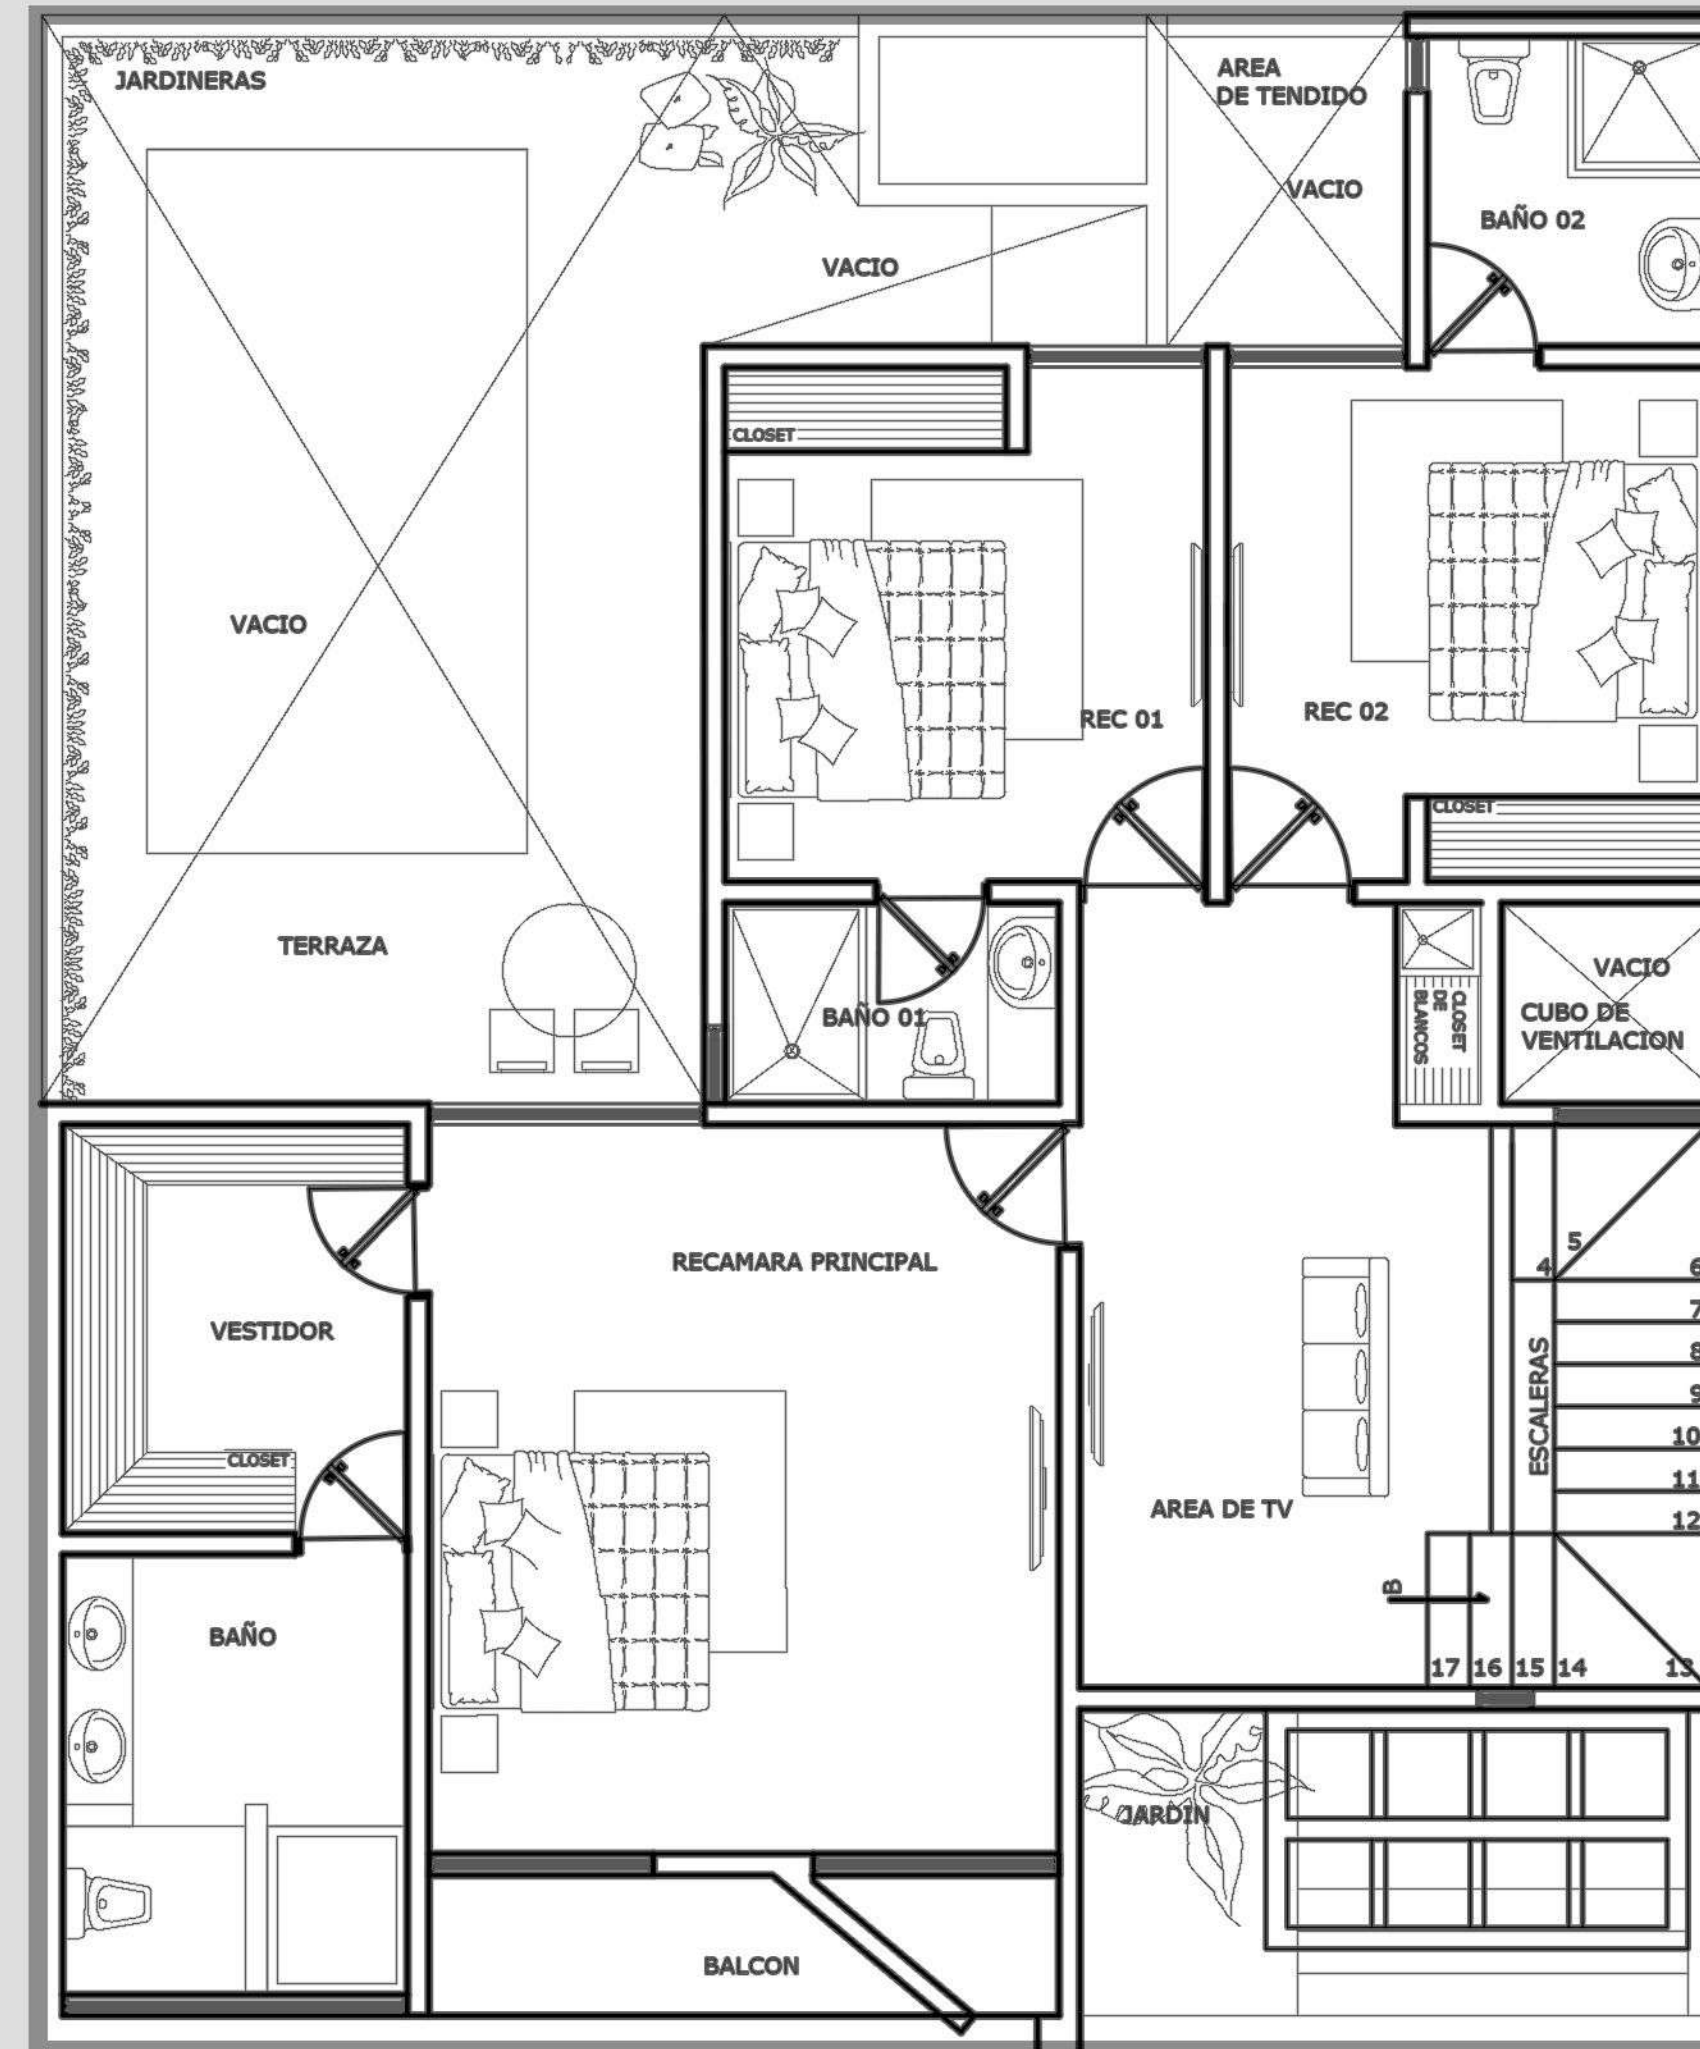 JARDINERAS
AREA
DE TENDIDO
VACIO
BAÑO 02
VACIO
CLOSET
VACIO
REC 01
REC 02
CLOSET
TERRAZA
BAÑO 01
CLOSET
DE
BLANCOS
VACIO
CUBO DE
VENTILACION
RECAMARA PRINCIPAL
VESTIDOR
CLOSET
5
4
6
7
8
9
10
11
12
ESCALERAS
AREA DE TV
B
BAÑO
17 16 15 14 13
JARDIN
BALCON